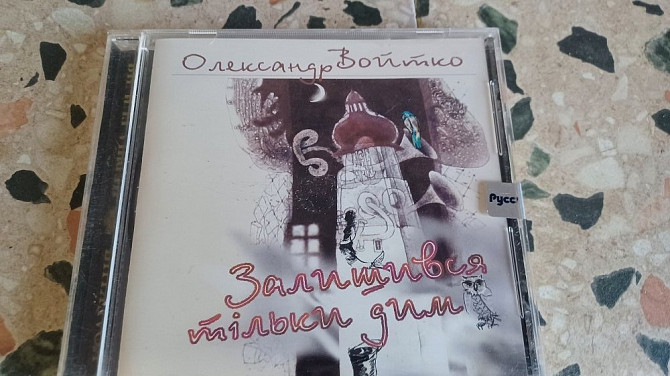 Олександр Войтко
Русс
Залишився
тільки дим